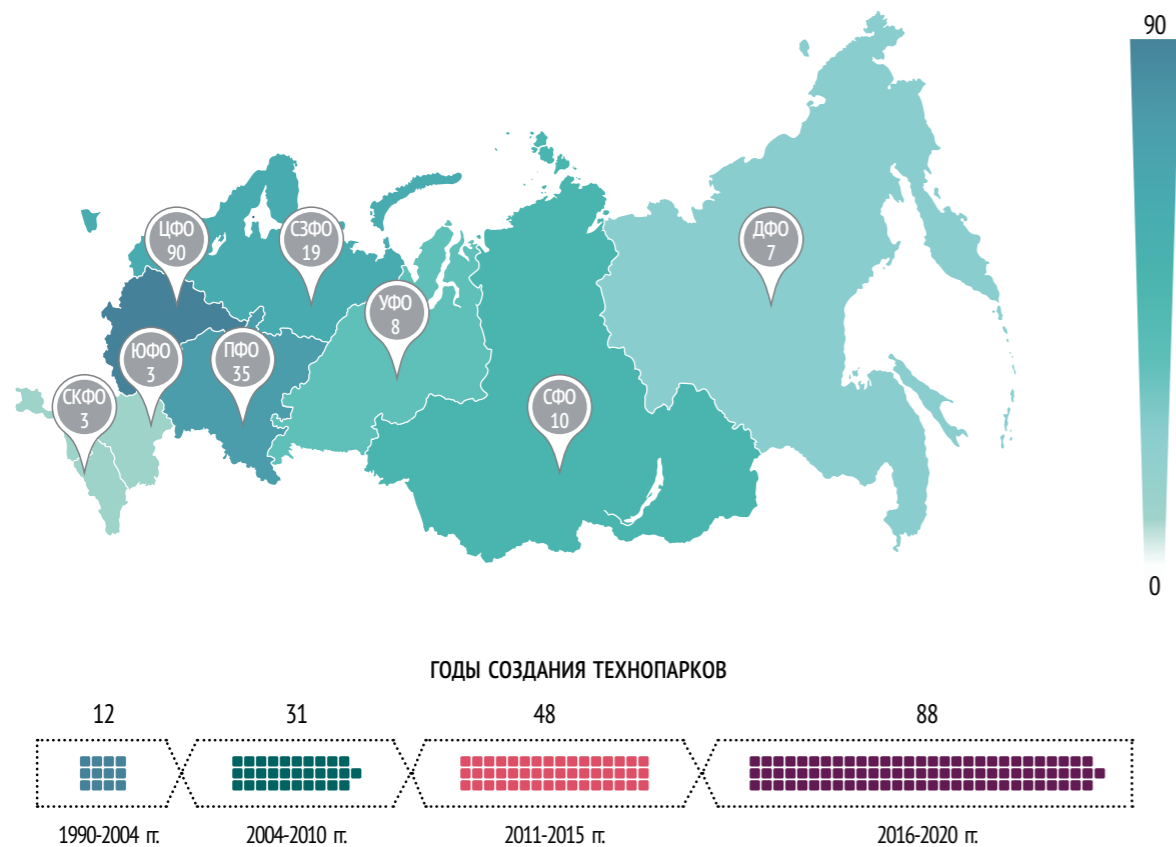 90
ЦФО
90
СЗФО
19
ДФО
7
УФО
8
ЮФО
3
ПФО
35
СКФО
3
СФО
10
0
ГОДЫ СОЗДАНИЯ ТЕХНОПАРКОВ
12
31
48
88
1990-2004 гг.
2004-2010 гг.
2011-2015 гг.
2016-2020 гг.